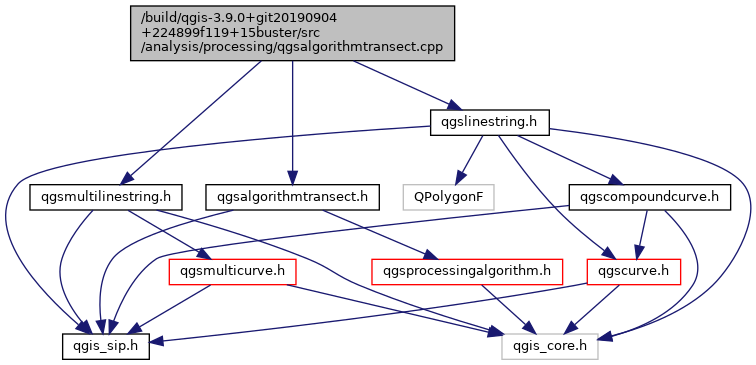 /build/qgis-3.9.0+git20190904
+224899f119+15buster/src
/analysis/processing/qgsalgorithmtransect.cpp
qgslinestring.h
qgsmultilinestring.h
qgsalgorithmtransect.h
QPolygonF
qgscompoundcurve.h
qgsmulticurve.h
qgsprocessingalgorithm.h
qgscurve.h
qgis_sip.h
qgis_core.h